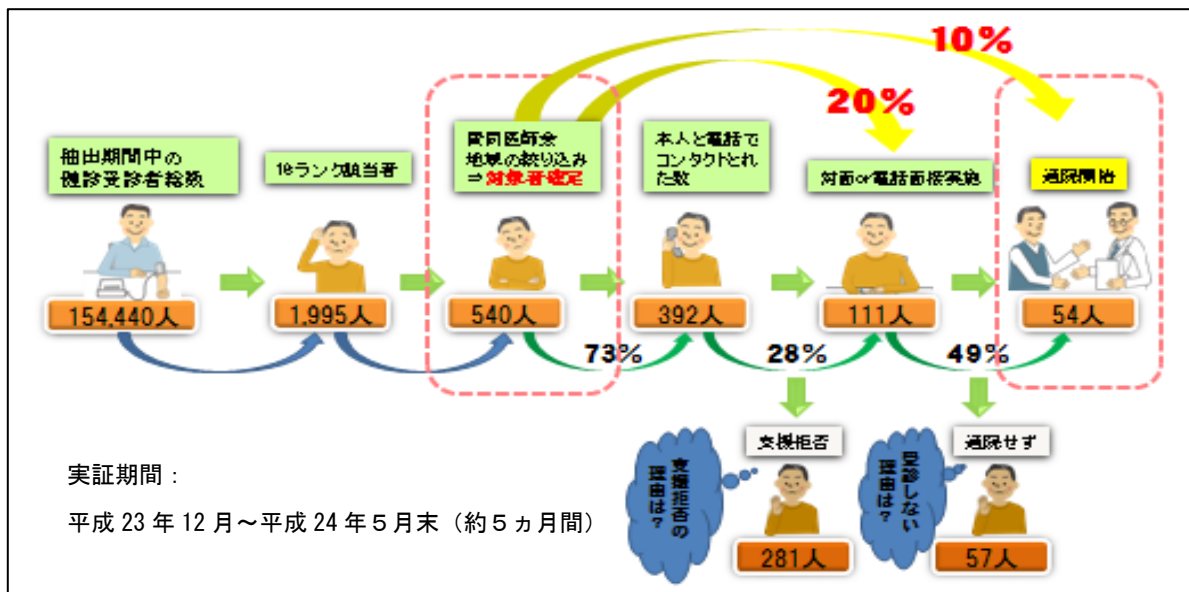 10%
20%
抽出期間中の
健診受診者総数
18ランク該当者
賛同医師会
地域の絞り込み
⇒対象者確定
本人と電話で
コンタクトとれ
た数
対面or電話面接実施
通院開始
154,440人
1,995人
540人
392人
111人
54人
73%
28%
49%
支援拒否
通院せず
支援拒否の
理由は?
受診しない
理由は?
281人
57人
実証期間:
平成23年12月~平成24年5月末(約5ヵ月間)